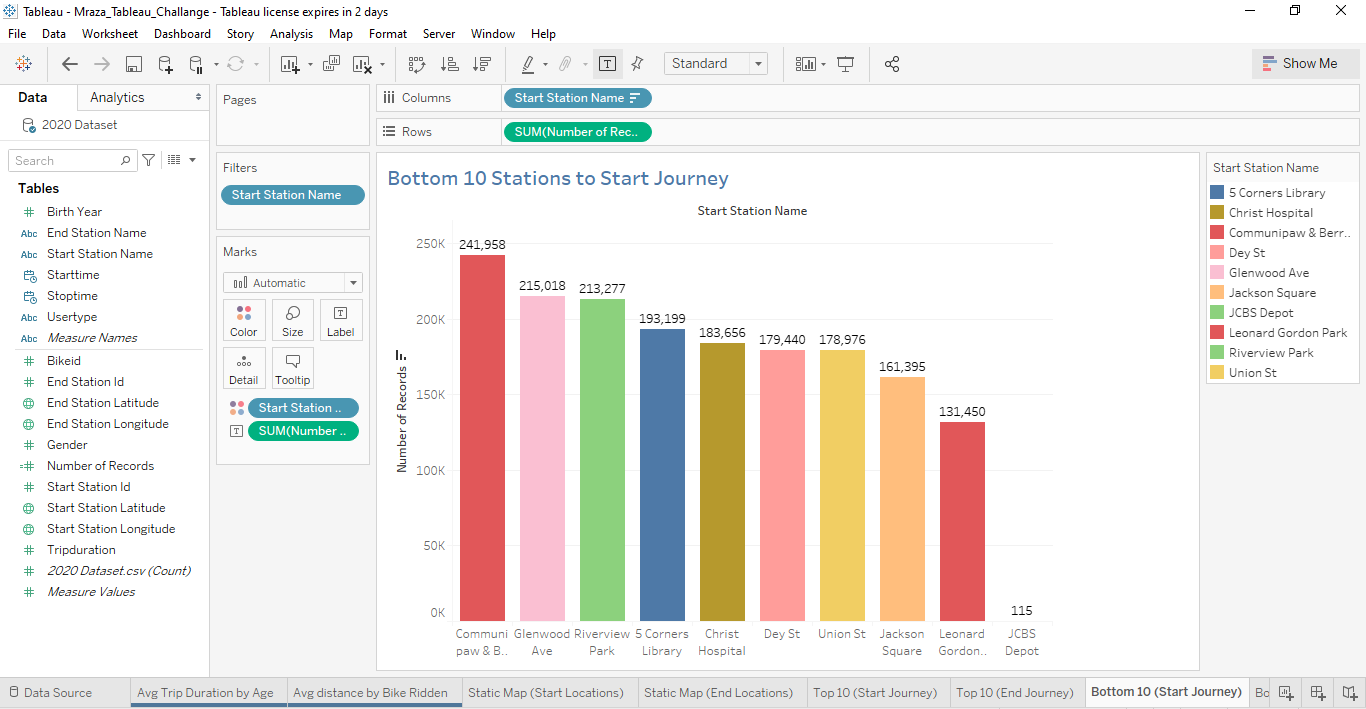 Tableau - Mraza_Tableau_Challange - Tableau license expires in 2 days
File Data Worksheet Dashboard Story Analysis Map Format Server Window Help
Standard
Show Me
Data Analytics
2020 Dataset
Search
Tables
# Birth Year
Abc End Station Name
Abc Start Station Name
Starttime
Stoptime
Abc Usertype
Abc Measure Names
# Bikeid
# End Station Id
End Station Latitude
End Station Longitude
# Gender
=# Number of Records
# Start Station Id
Start Station Latitude
Start Station Longitude
# Tripduration
# 2020 Dataset.csv (Count)
# Measure Values
Pages
Filters
Start Station Name
Marks
Automatic
Color Size Label
Detail Tooltip
Start Station ..
SUM(Number ..
Columns Start Station Name
Rows SUM(Number of Rec..
Bottom 10 Stations to Start Journey
Start Station Name
Number of Records
250K
200K
150K
100K
50K
0K
241,958
215,018
213,277
193,199
183,656
179,440
178,976
161,395
131,450
115
Communi
paw & B..
Glenwood
Ave
Riverview
Park
5 Corners
Library
Christ
Hospital
Dey St
Union St
Jackson
Square
Leonard
Gordon..
JCBS
Depot
Start Station Name
5 Corners Library
Christ Hospital
Communipaw & Berr..
Dey St
Glenwood Ave
Jackson Square
JCBS Depot
Leonard Gordon Park
Riverview Park
Union St
Data Source Avg Trip Duration by Age Avg distance by Bike Ridden Static Map (Start Locations) Static Map (End Locations) Top 10 (Start Journey) Top 10 (End Journey) Bottom 10 (Start Journey) Bo